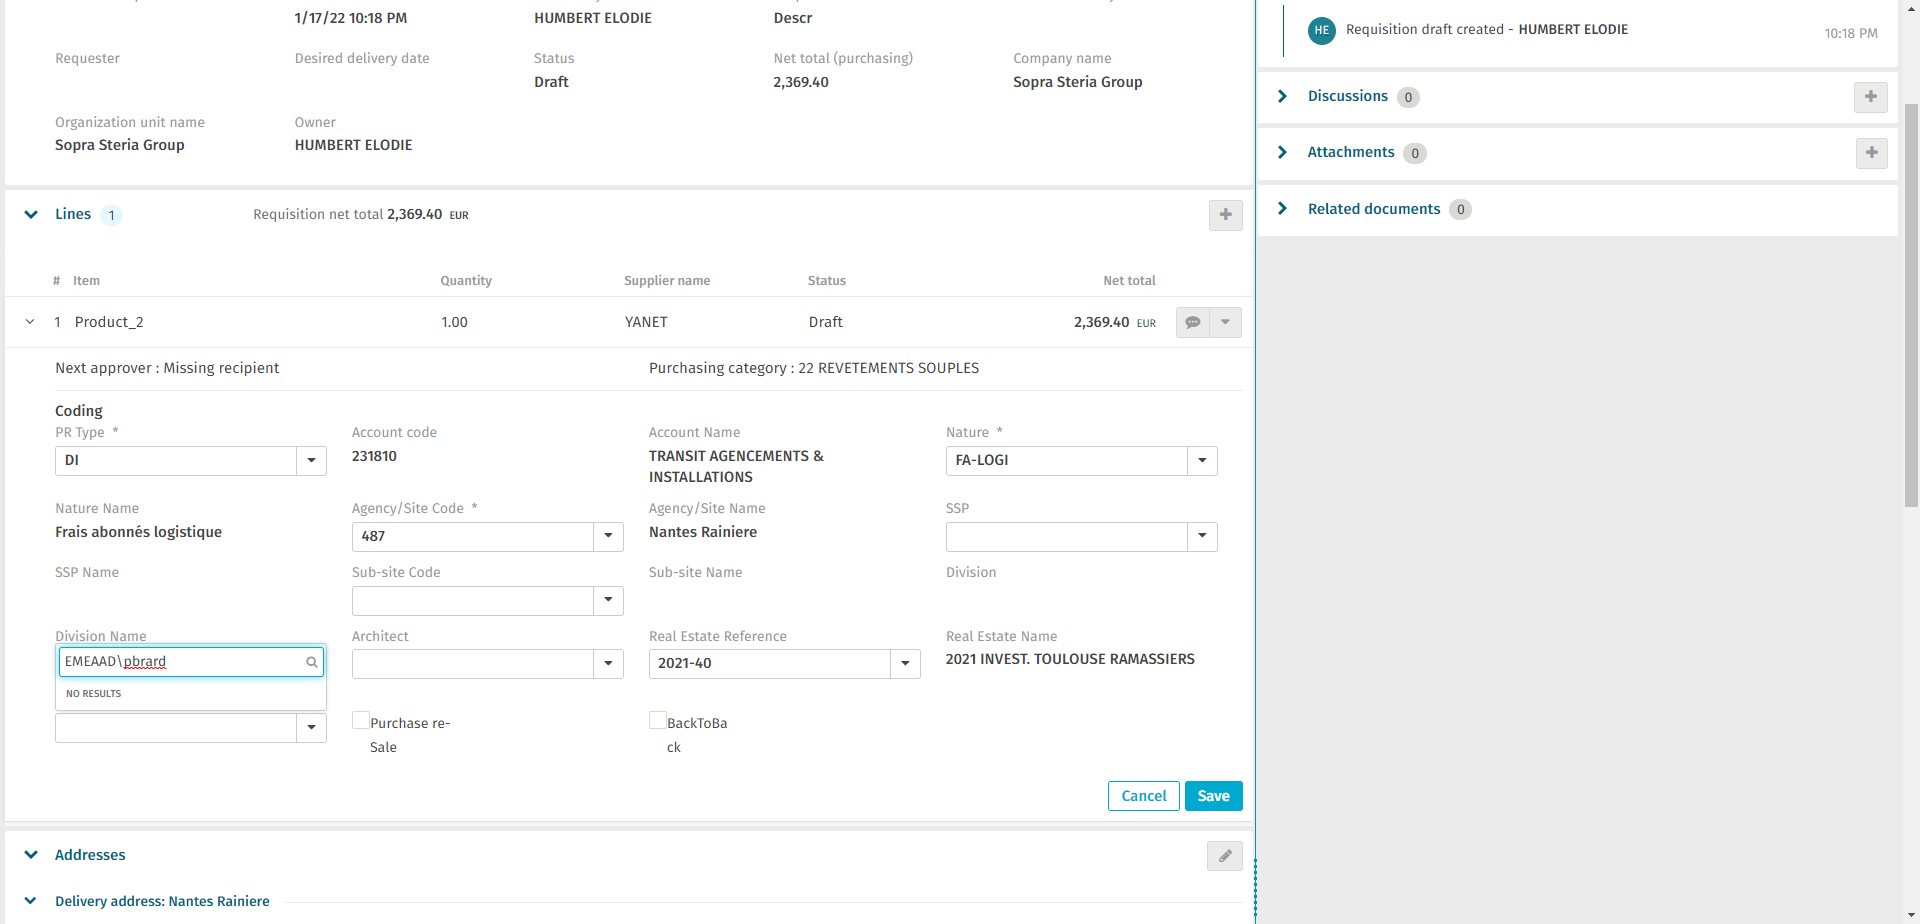 1/17/22 10:18 PM
HUMBERT ELODIE
Descr
Requester
Desired delivery date
Status
Net total (purchasing)
Company name
Draft
2,369.40
Sopra Steria Group
Organization unit name
Owner
Sopra Steria Group
HUMBERT ELODIE
Lines 1
Requisition net total 2,369.40 EUR
# Item Quantity Supplier name Status Net total
1 Product_2 1.00 YANET Draft 2,369.40 EUR
Next approver : Missing recipient
Purchasing category : 22 REVETEMENTS SOUPLES
Coding
PR Type *
Account code
Account Name
Nature *
DI
231810
TRANSIT AGENCEMENTS &
INSTALLATIONS
FA-LOGI
Nature Name
Agency/Site Code *
Agency/Site Name
SSP
Frais abonnés logistique
487
Nantes Rainiere
SSP Name
Sub-site Code
Sub-site Name
Division
Division Name
Architect
Real Estate Reference
Real Estate Name
EMEAAD\pbrard
2021-40
2021 INVEST. TOULOUSE RAMASSIERS
NO RESULTS
Purchase re-
Sale
BackToBa
ck
Cancel
Save
Addresses
Delivery address: Nantes Rainiere
HE
Requisition draft created - HUMBERT ELODIE
10:18 PM
Discussions 0
Attachments 0
Related documents 0